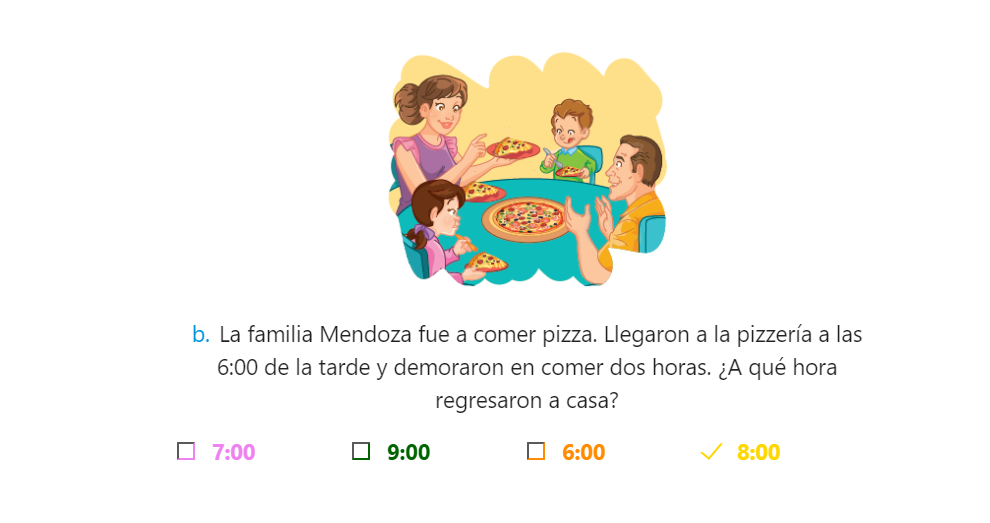 b. La familia Mendoza fue a comer pizza. Llegaron a la pizzería a las
6:00 de la tarde y demoraron en comer dos horas. ¿A qué hora
regresaron a casa?
7:00 9:00 6:00 8:00